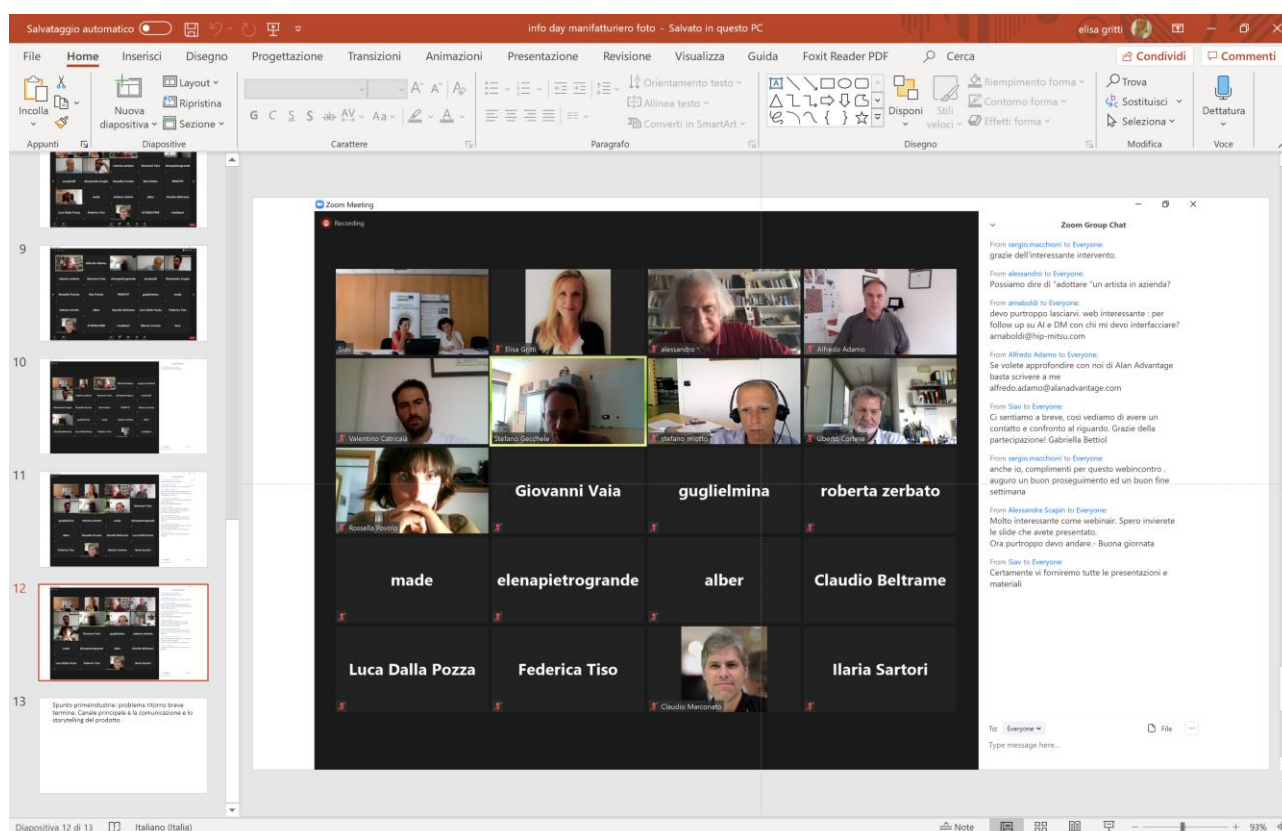 Salvataggio automatico
info day manifatturiero foto - Salvato in questo PC
elisa gritti
File Home Inserisci Disegno Progettazione Transizioni Animazioni Presentazione Revisione Visualizza Guida Foxit Reader PDF Cerca
Condividi Commenti
Incolla
Nuova
diapositiva
Layout
Ripristina
Sezione
G C S S ab AV Aa A A
Orientamento testo
Allinea testo
Converti in SmartArt
Disponi
Stili
veloci
Riempimento forma
Contorno forma
Effetti forma
Trova
Sostituisci
Seleziona
Dettatura
Appunti Diapositive Carattere Paragrafo Disegno Modifica Voce
9
10
11
12
13
Spunto primeindustrie: problema ritorno breve
termine. Canale principale è la comunicazione e lo
storytelling del prodotto
Zoom Meeting
Recording
Siav
Elisa Gritti
alessandro
Alfredo Adamo
Valentino Catricalà
Stefano Gecchele
stefano miotto
Uberto Cortese
Rossella Povolo
Giovanni Vaia
guglielmina
roberta zerbato
made
elenapietrogrande
alber
Claudio Beltrame
Luca Dalla Pozza
Federica Tiso
Claudio Marconato
Ilaria Sartori
Zoom Group Chat
From sergio.macchioni to Everyone:
grazie dell'interessante intervento.
From alessandro to Everyone:
Possiamo dire di "adottare "un artista in azienda?
From arnaboldi to Everyone:
devo purtroppo lasciarvi. web interessante : per
follow up su AI e DM con chi mi devo interfacciare?
arnaboldi@hip-mitsu.com
From Alfredo Adamo to Everyone:
Se volete approfondire con noi di Alan Advantage
basta scrivere a me
alfredo.adamo@alanadvantage.com
From Siav to Everyone:
Ci sentiamo a breve, così vediamo di avere un
contatto e confronto al riguardo. Grazie della
partecipazione! Gabriella Bettiol
From sergio.macchioni to Everyone:
anche io, complimenti per questo webincontro .
auguro un buon proseguimento ed un buon fine
settimana
From Alessandra Scapin to Everyone:
Molto interessante come webinair. Spero invierete
le slide che avete presentato.
Ora purtroppo devo andare.- Buona giornata
From Siav to Everyone:
Certamente vi forniremo tutte le presentazioni e
materiali
To: Everyone File
Type message here...
Diapositiva 12 di 13 Italiano (Italia)
Note
93%